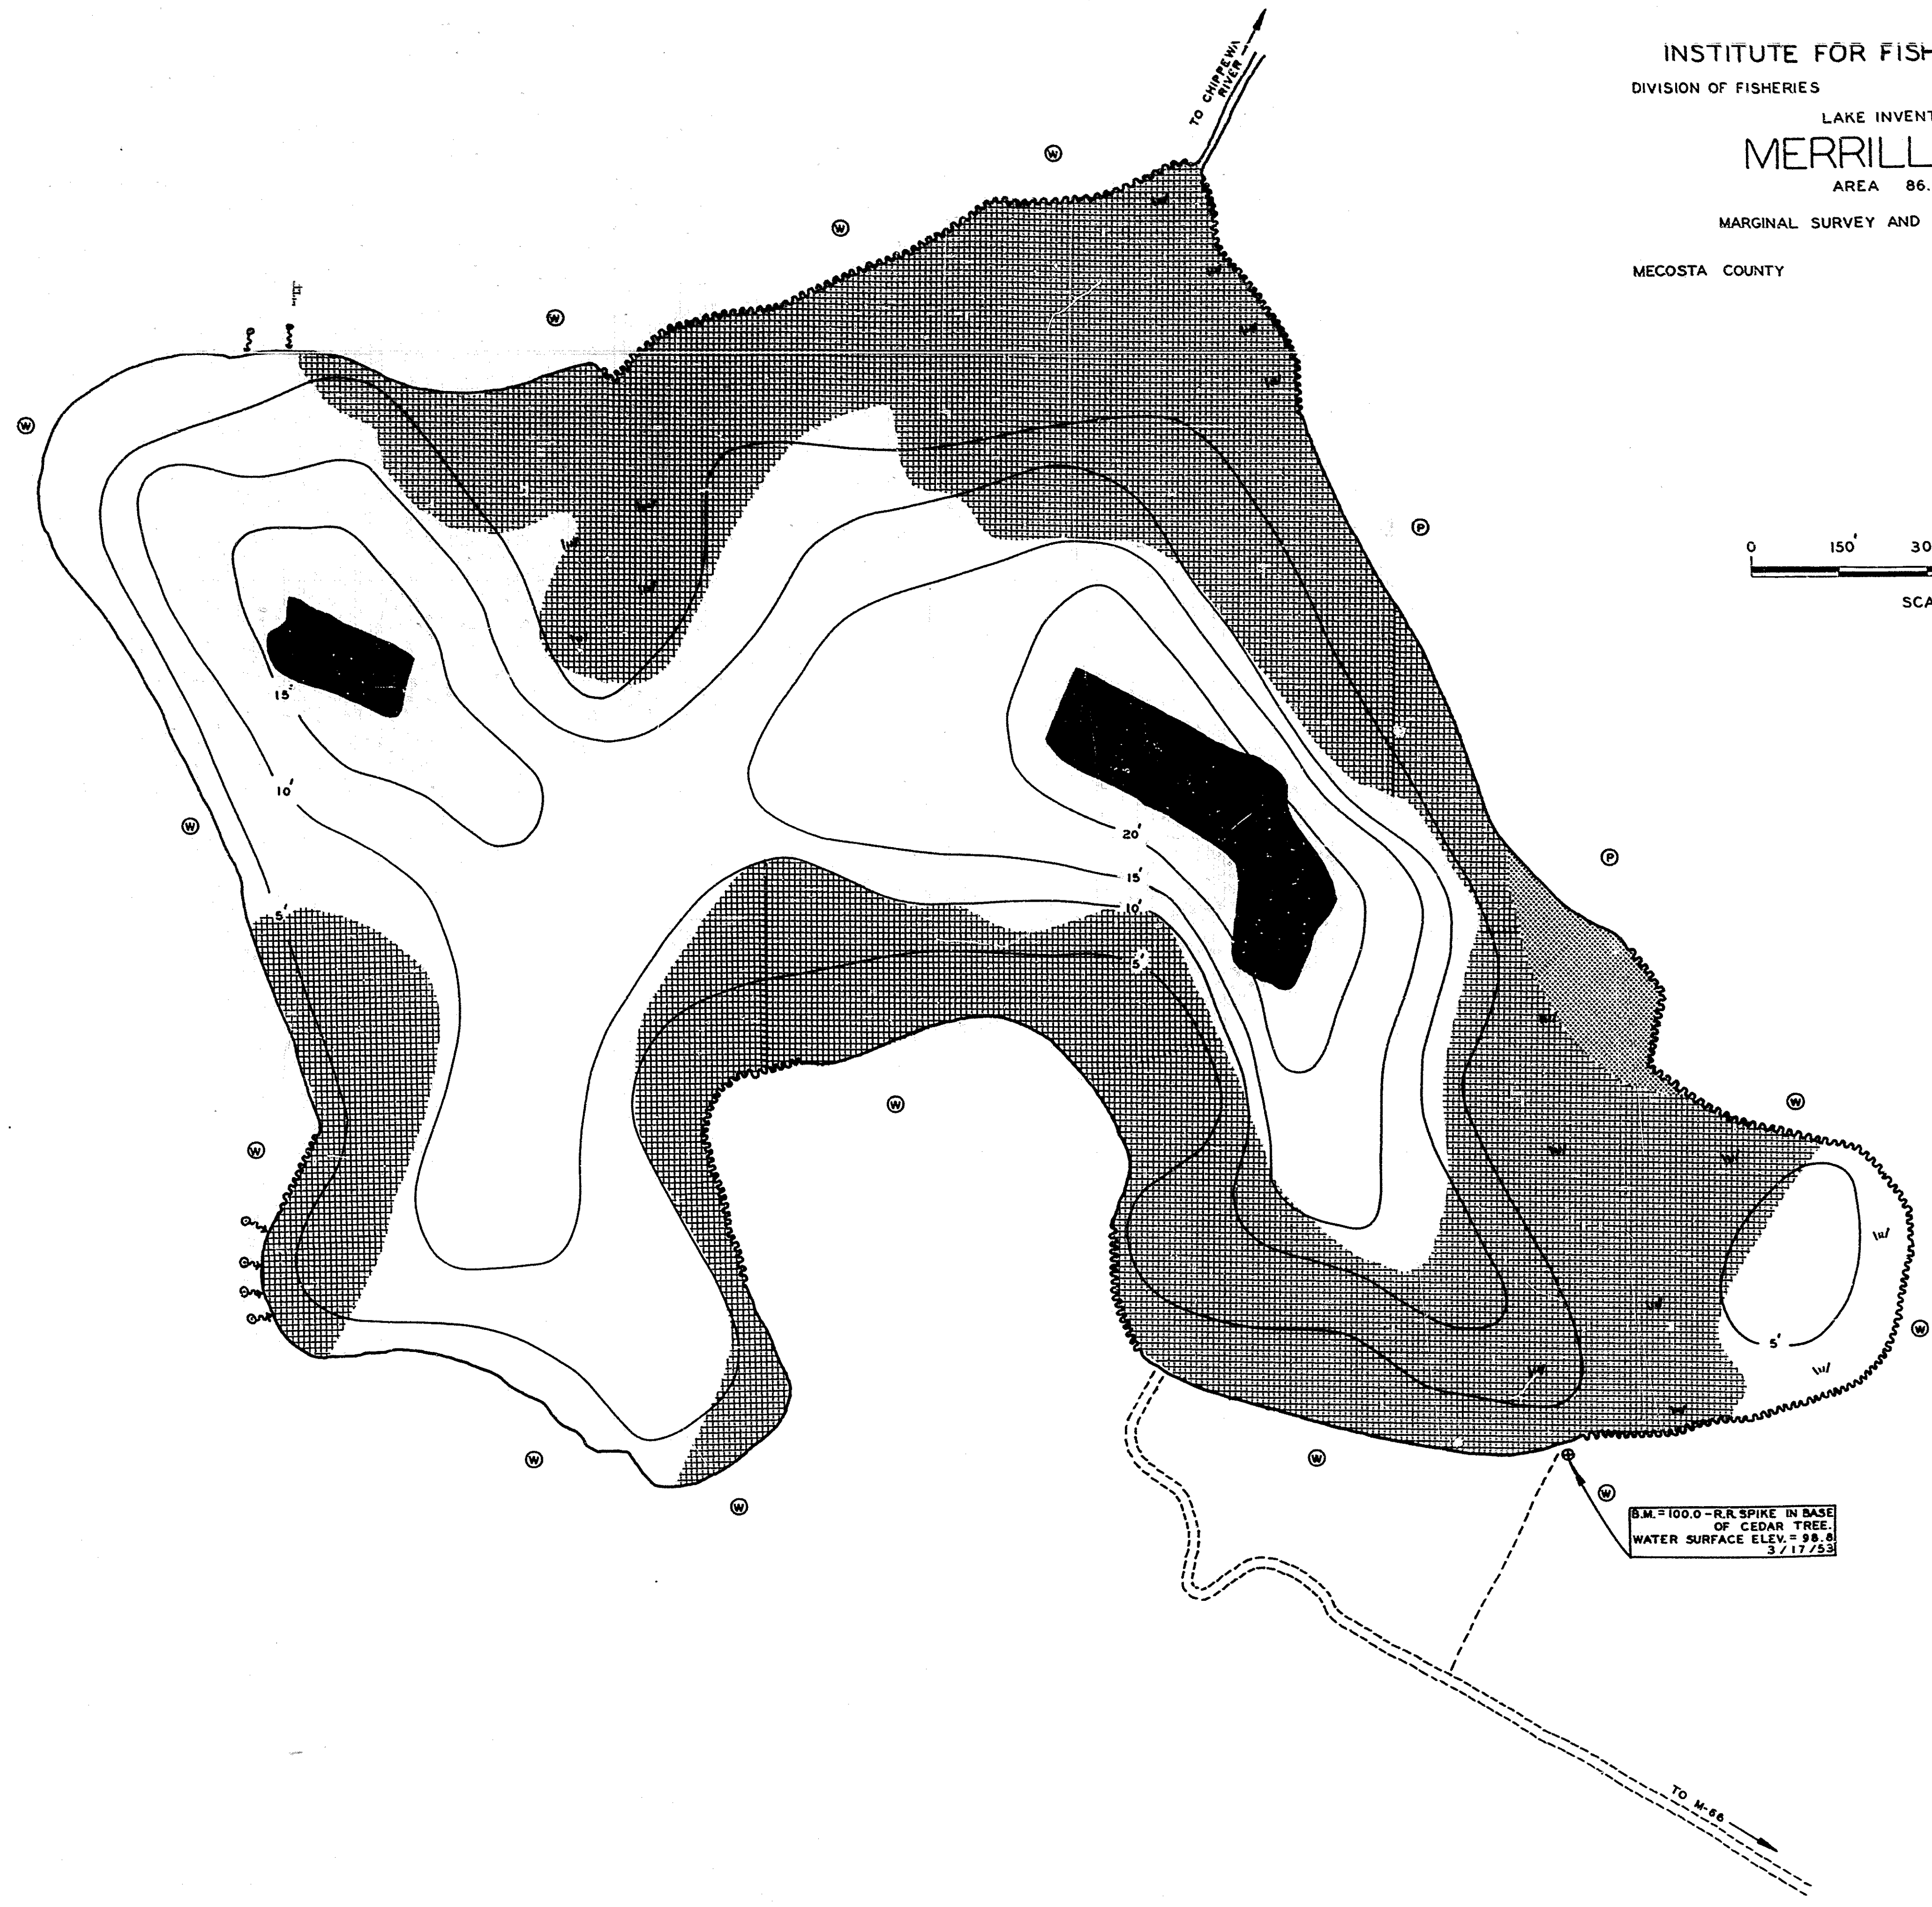 INSTITUTE FOR FISH
DIVISION OF FISHERIES
LAKE INVENT
MERRILL
AREA 86.
MARGINAL SURVEY AND
MECOSTA COUNTY
TO CHIPPEWA
RIVER
W
W
W
W
P
0 150' 30
SCA
15'
10'
W
20'
15'
10'
5'
5'
P
W
W
W
5'
W
W
W
W
W
B.M. = 100.0 - R.R. SPIKE IN BASE
OF CEDAR TREE.
WATER SURFACE ELEV. = 98.8
3/17/53
TO M-66